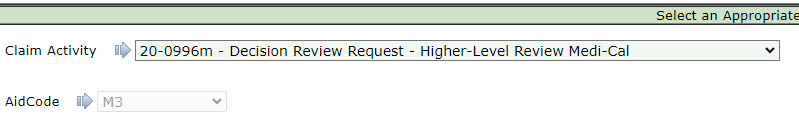 Select an Appropriate
Claim Activity 20-0996m - Decision Review Request - Higher-Level Review Medi-Cal
AidCode M3